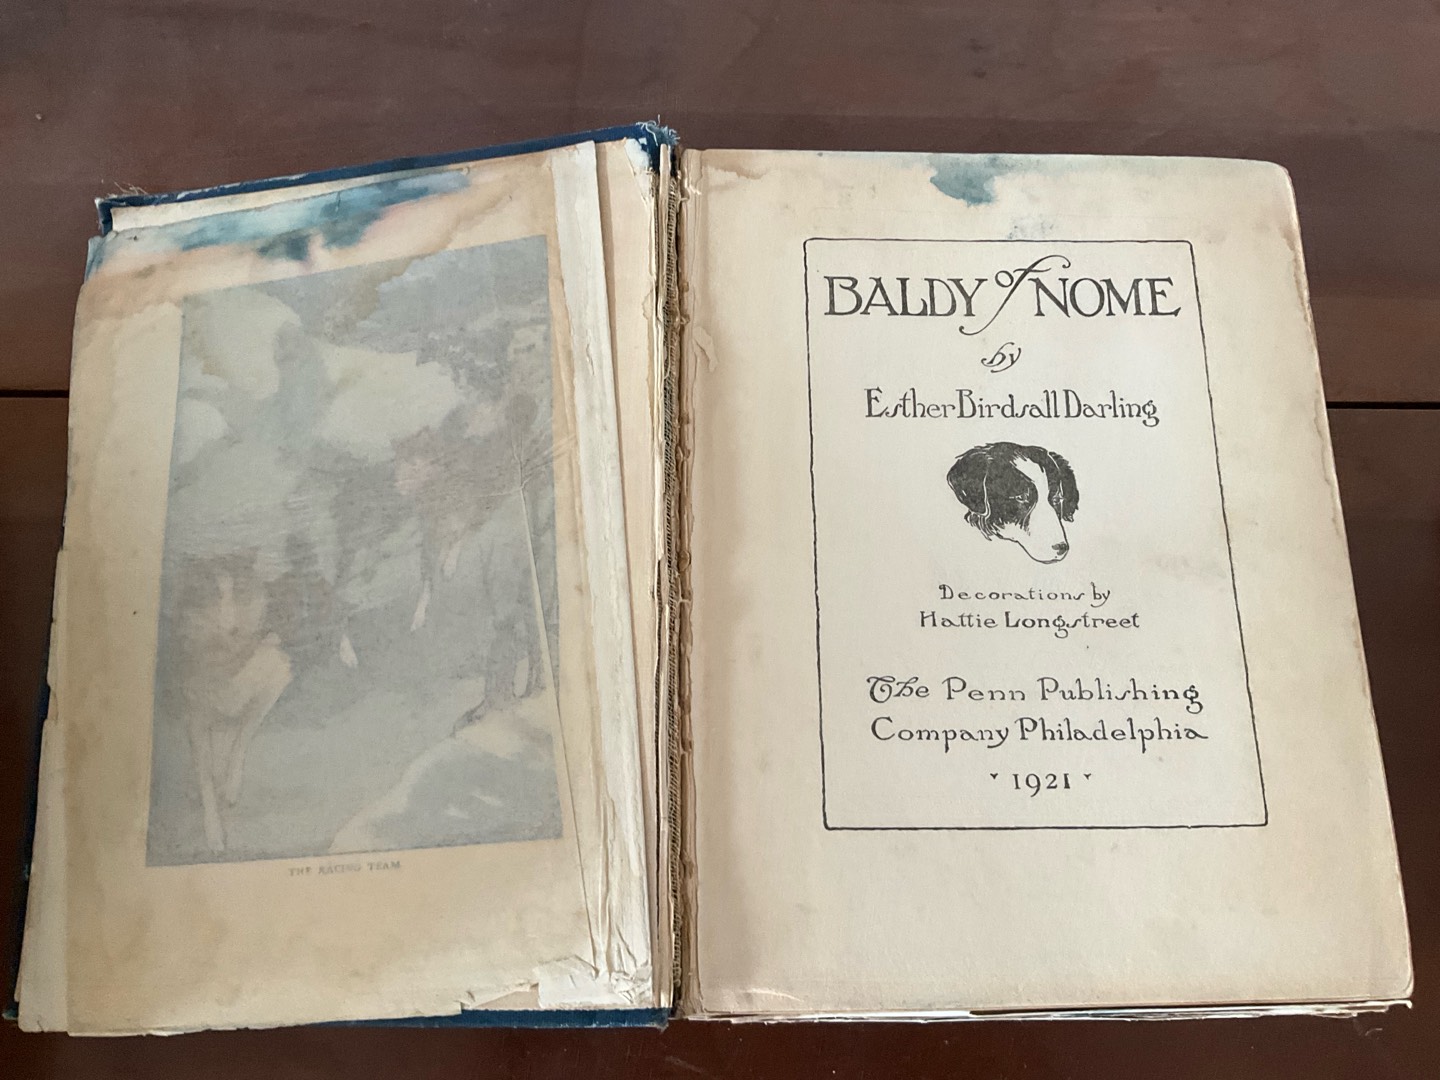 THE RACING TEAM
BALDY of NOME
by
Esther Birdsall Darling
Decorations by
Hattie Longstreet
The Penn Publishing
Company Philadelphia
1921